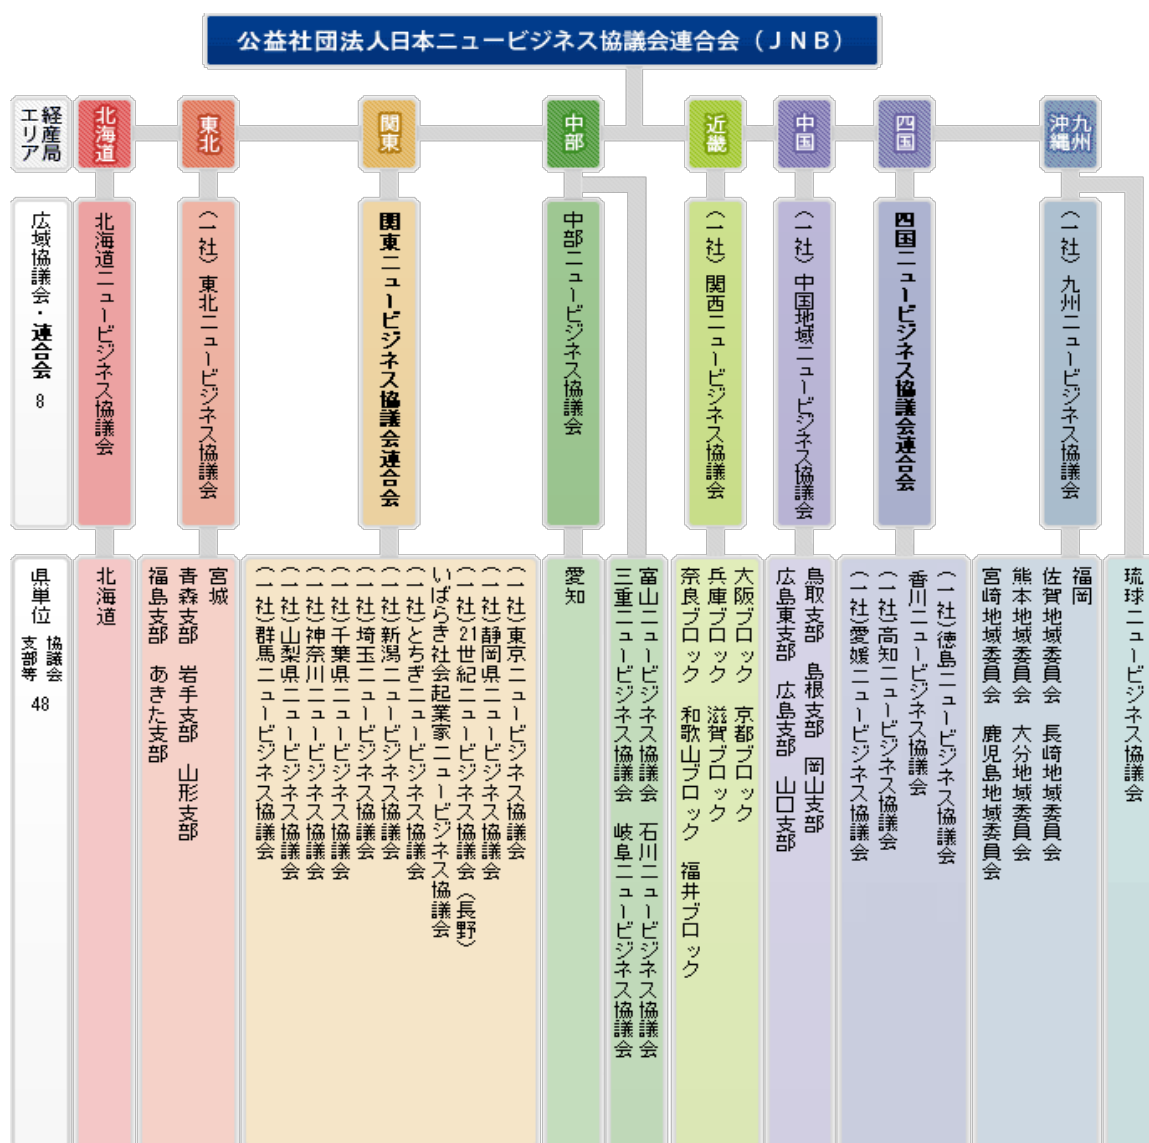 公益社団法人日本ニュービジネス協議会連合会（ＪＮＢ）
経産局
エリア
北海道
東北
関東
中部
近畿
中国
四国
九州
沖縄
広域協議会・連合会 8
北海道ニュービジネス協議会
（一社）東北ニュービジネス協議会
関東ニュービジネス協議会連合会
中部ニュービジネス協議会
（一社）関西ニュービジネス協議会
（一社）中国地域ニュービジネス協議会
四国ニュービジネス協議会連合会
（一社）九州ニュービジネス協議会
県単位
協議会
支部等
48
北海道
宮城
青森支部 岩手支部 山形支部
福島支部 あきた支部
（一社）東京ニュービジネス協議会
（一社）静岡県ニュービジネス協議会
（一社）21世紀ニュービジネス協議会（長野）
いばらき社会起業家ニュービジネス協議会
（一社）とちぎニュービジネス協議会
（一社）新潟ニュービジネス協議会
（一社）埼玉ニュービジネス協議会
（一社）千葉県ニュービジネス協議会
（一社）神奈川ニュービジネス協議会
（一社）山梨県ニュービジネス協議会
（一社）群馬ニュービジネス協議会
愛知
富山ニュービジネス協議会 石川ニュービジネス協議会
三重ニュービジネス協議会 岐阜ニュービジネス協議会
大阪ブロック 京都ブロック
兵庫ブロック 滋賀ブロック
奈良ブロック 和歌山ブロック 福井ブロック
鳥取支部 島根支部 岡山支部
広島東支部 広島支部 山口支部
（一社）徳島ニュービジネス協議会
香川ニュービジネス協議会
（一社）高知ニュービジネス協議会
（一社）愛媛ニュービジネス協議会
福岡
佐賀地域委員会 長崎地域委員会
熊本地域委員会 大分地域委員会
宮崎地域委員会 鹿児島地域委員会
琉球ニュービジネス協議会